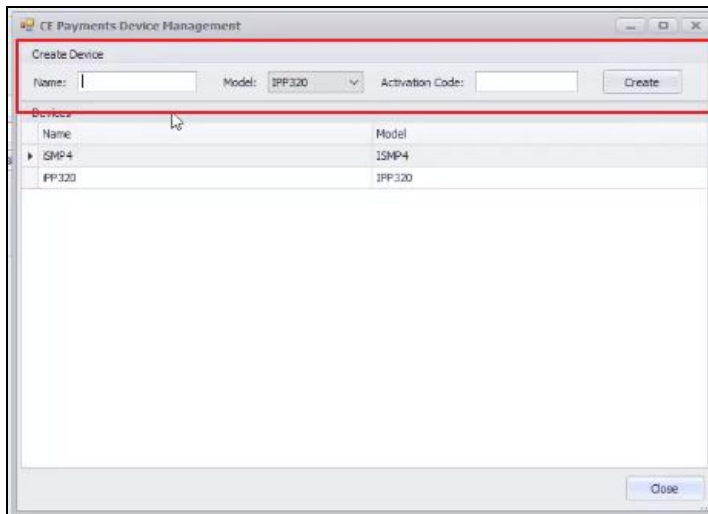 CE Payments Device Management
Create Device
Name: Model: IPP320 Activation Code: Create
Devices
Name Model
iSMP4 ISMP4
iPP320 IPP320
Close